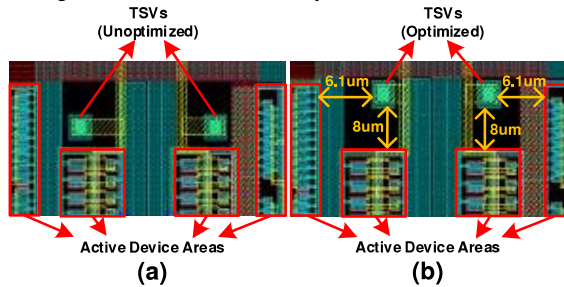 TSVs
(Unoptimized)
Active Device Areas
(a)
TSVs
(Optimized)
6.1um
6.1um
8um
8um
Active Device Areas
(b)